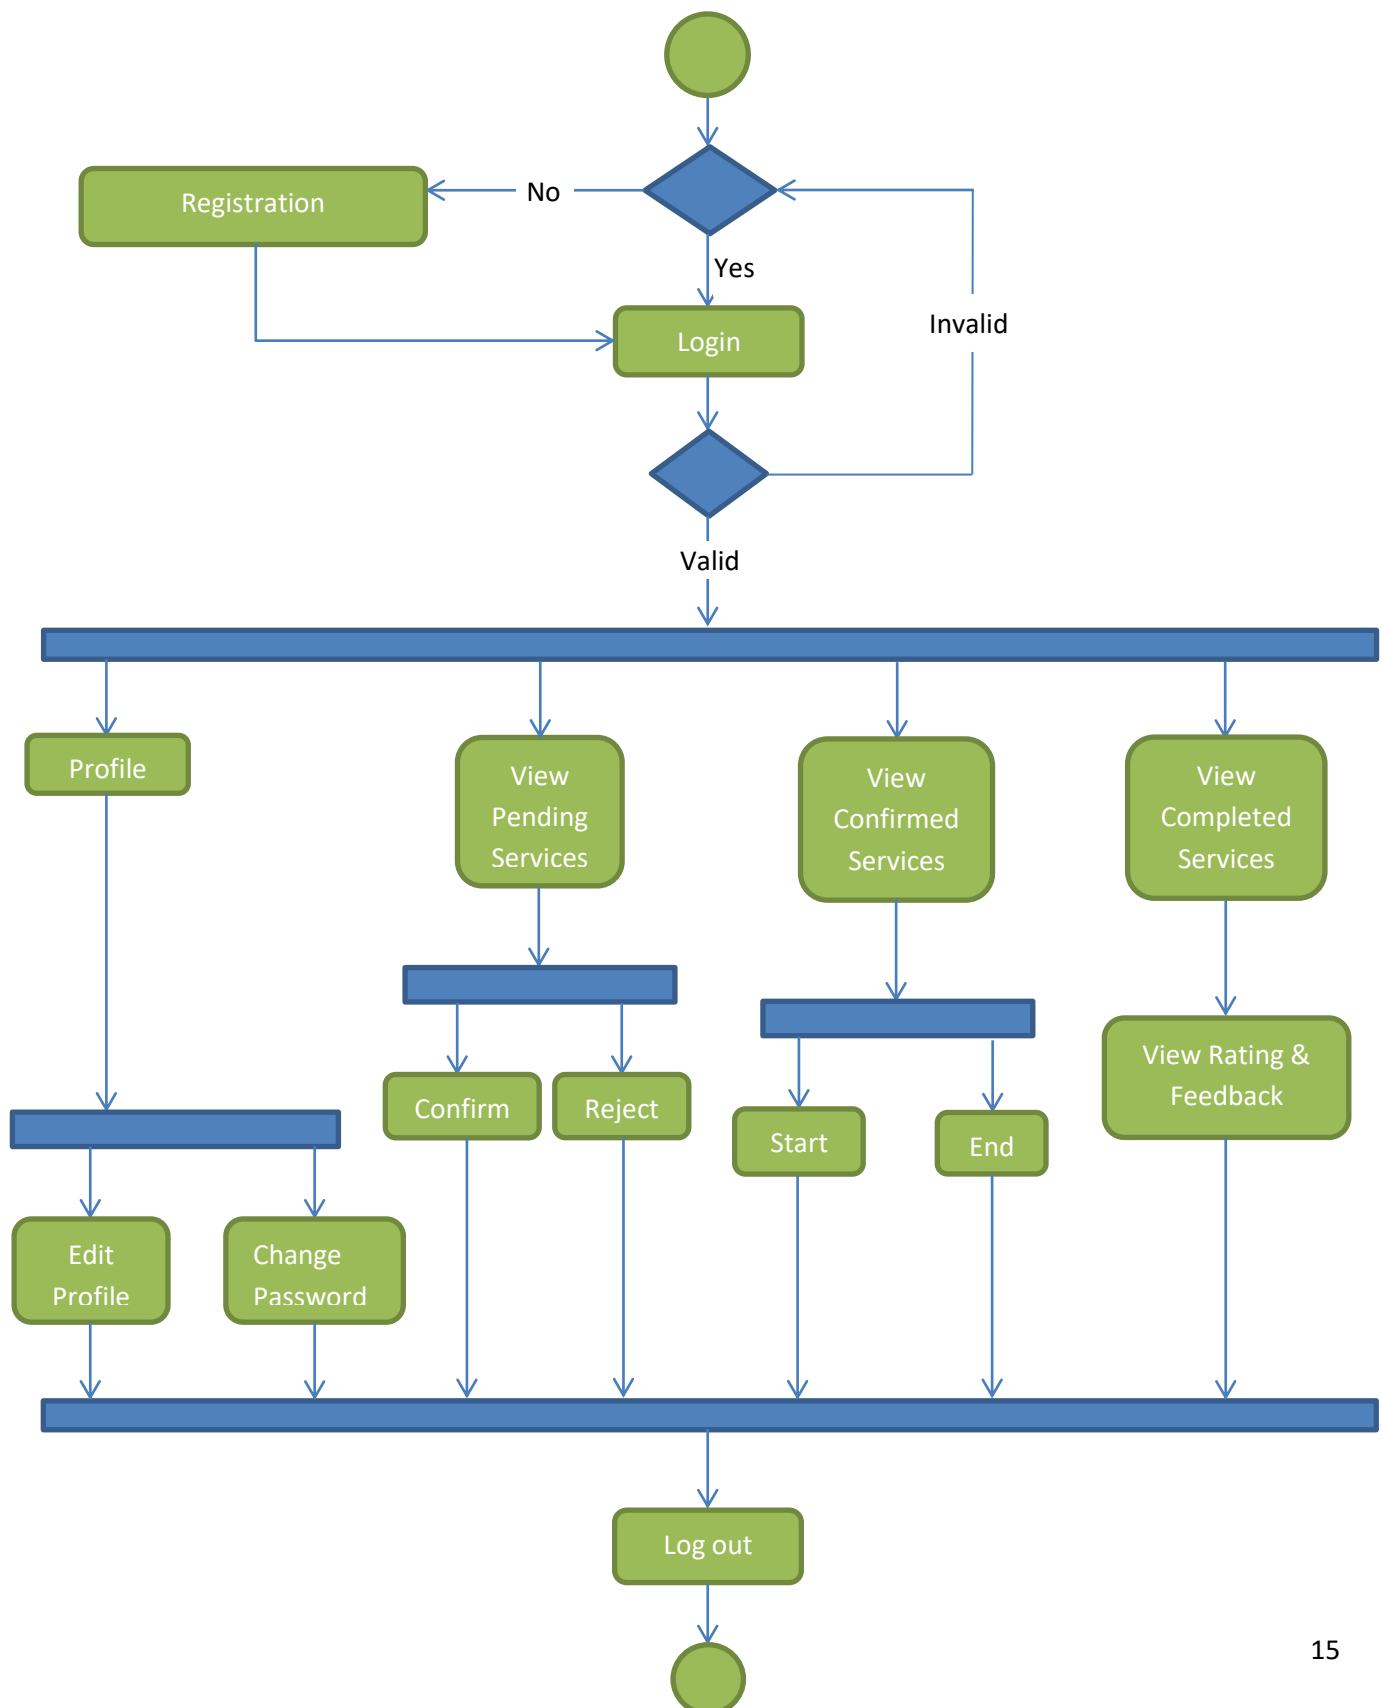 No
Registration
Yes
Invalid
Login
Valid
Profile
View
Pending
Services
View
Confirmed
Services
View
Completed
Services
Confirm
Reject
Start
End
View Rating &
Feedback
Edit
Profile
Change
Password
Log out
15